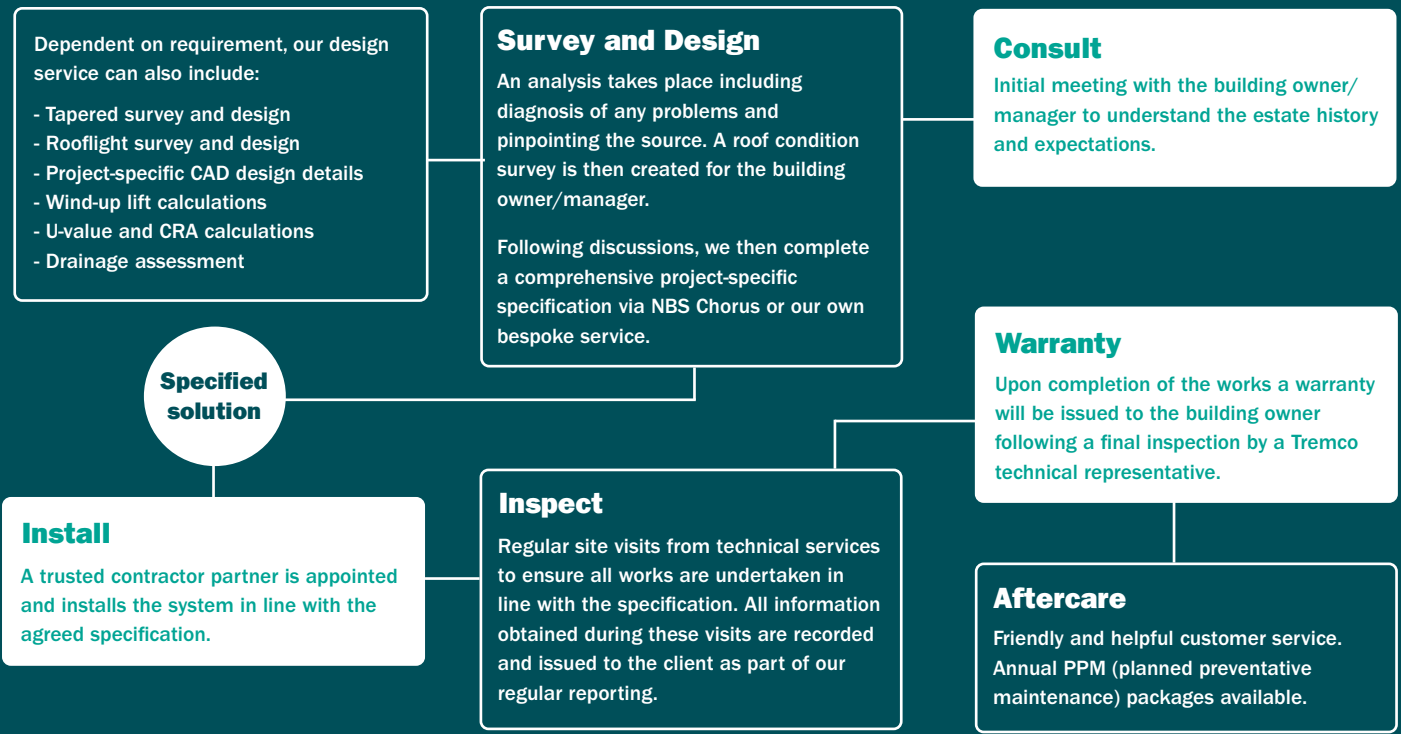 Dependent on requirement, our design
service can also include:
- Tapered survey and design
- Rooflight survey and design
- Project-specific CAD design details
- Wind-up lift calculations
- U-value and CRA calculations
- Drainage assessment
Survey and Design
An analysis takes place including
diagnosis of any problems and
pinpointing the source. A roof condition
survey is then created for the building
owner/manager.
Following discussions, we then complete
a comprehensive project-specific
specification via NBS Chorus or our own
bespoke service.
Consult
Initial meeting with the building owner/
manager to understand the estate history
and expectations.
Specified
solution
Install
A trusted contractor partner is appointed
and installs the system in line with the
agreed specification.
Inspect
Regular site visits from technical services
to ensure all works are undertaken in
line with the specification. All information
obtained during these visits are recorded
and issued to the client as part of our
regular reporting.
Warranty
Upon completion of the works a warranty
will be issued to the building owner
following a final inspection by a Tremco
technical representative.
Aftercare
Friendly and helpful customer service.
Annual PPM (planned preventative
maintenance) packages available.